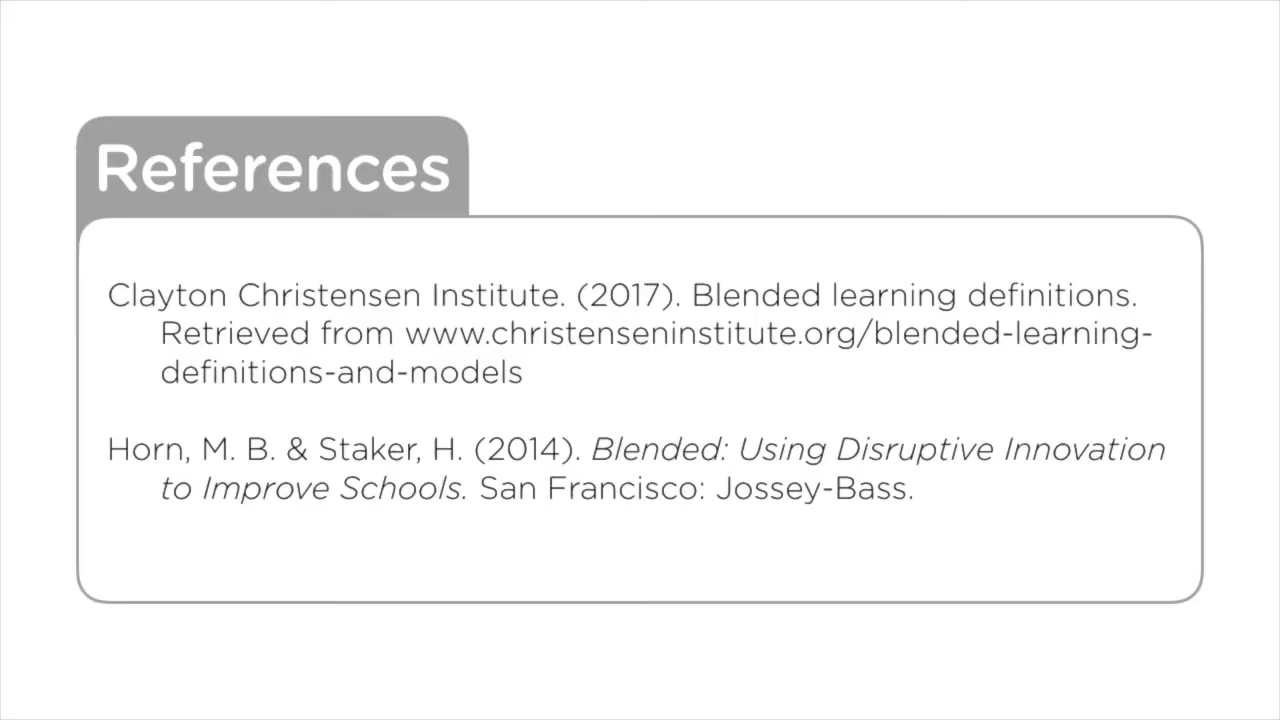 References
Clayton Christensen Institute. (2017). Blended learning definitions.
Retrieved from www.christenseninstitute.org/blended-learning-
definitions-and-models
Horn, M. B. & Staker, H. (2014). Blended: Using Disruptive Innovation
to Improve Schools. San Francisco: Jossey-Bass.